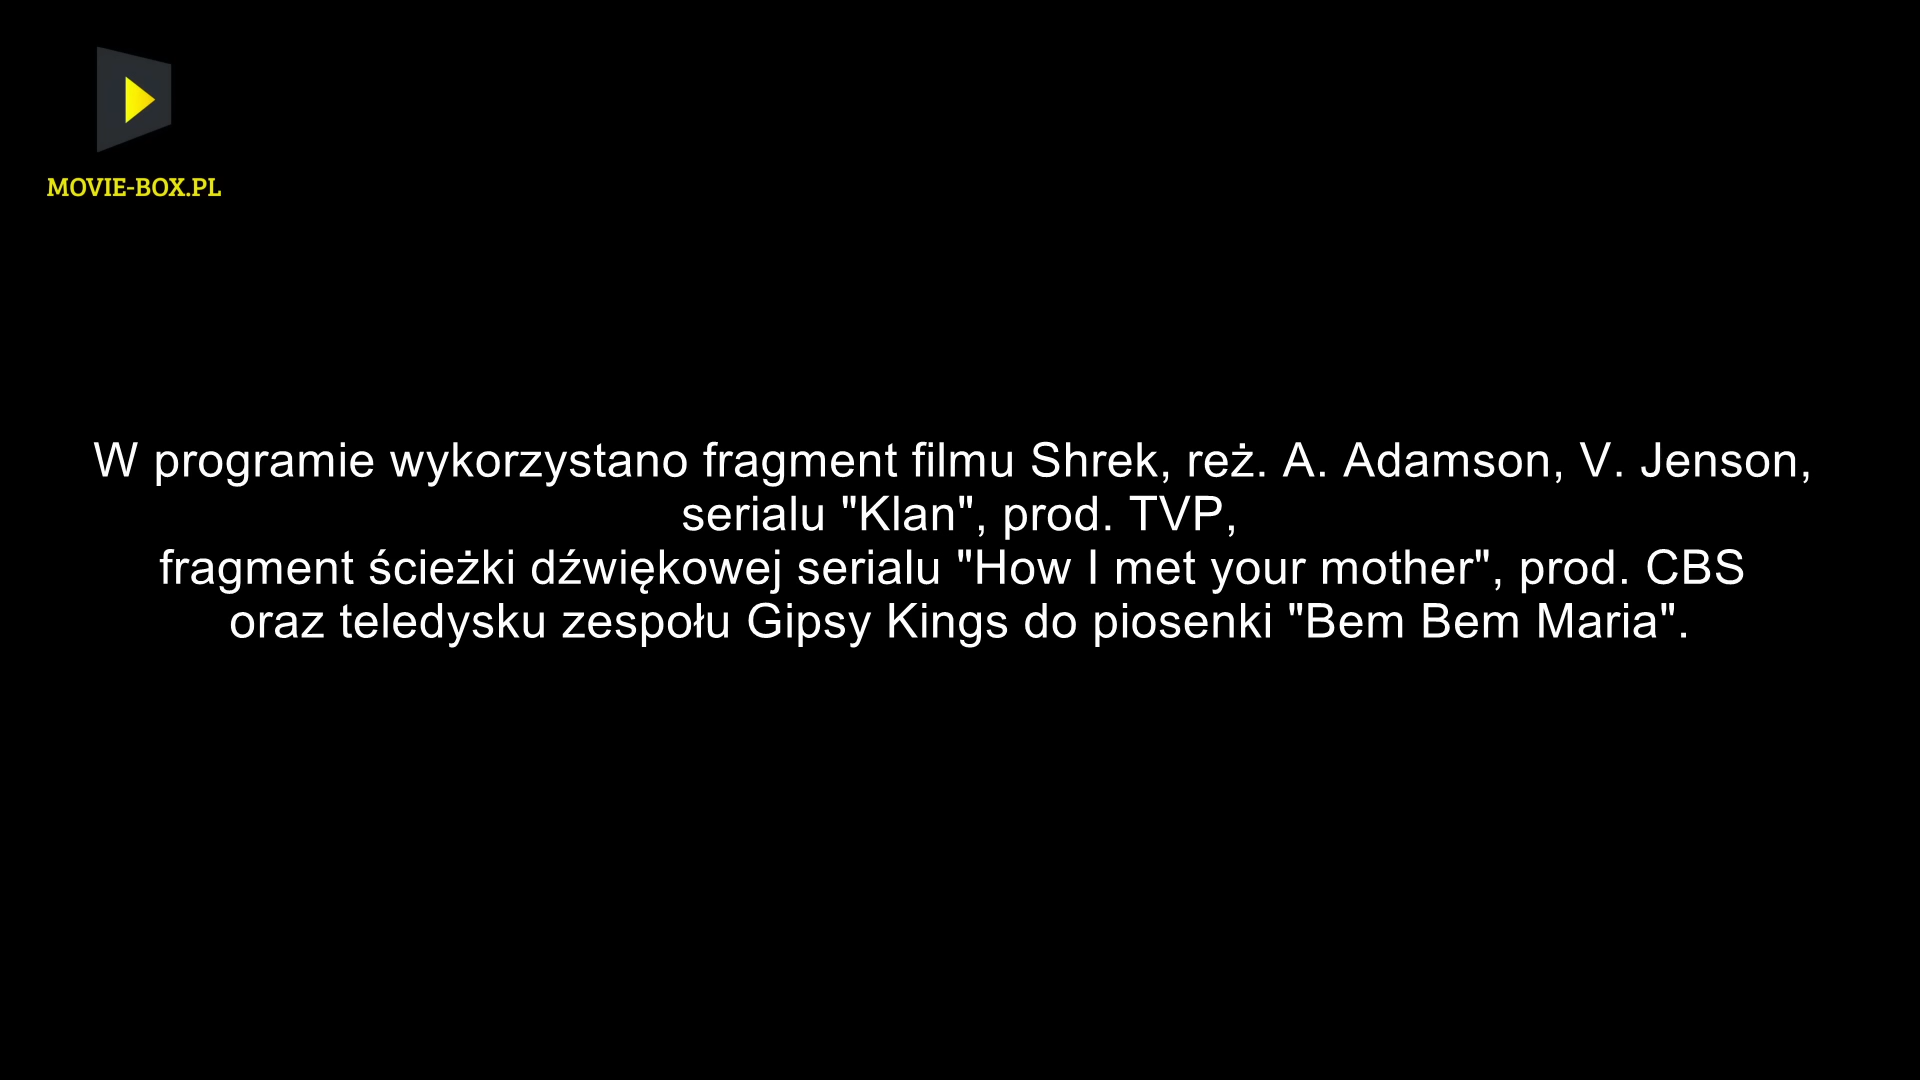 MOVIE-BOX.PL
W programie wykorzystano fragment filmu Shrek, reż. A. Adamson, V. Jenson,
serialu "Klan", prod. TVP,
fragment ścieżki dźwiękowej serialu "How I met your mother", prod. CBS
oraz teledysku zespołu Gipsy Kings do piosenki "Bem Bem Maria".